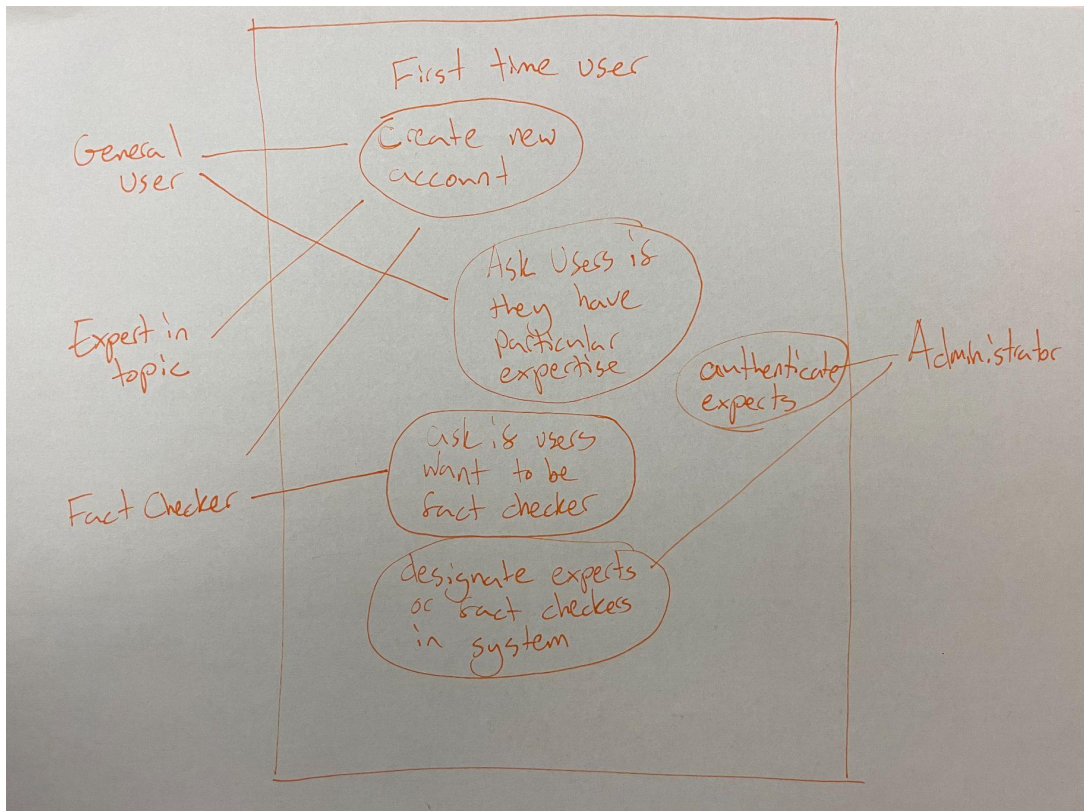 First time user
General
user
Create new
account
Ask Users if
they have
particular
expertise
Expert in
topic
authenticate
experts
Administrator
ask if users
want to be
fact checker
Fact Checker
designate experts
or fact checkers
in system